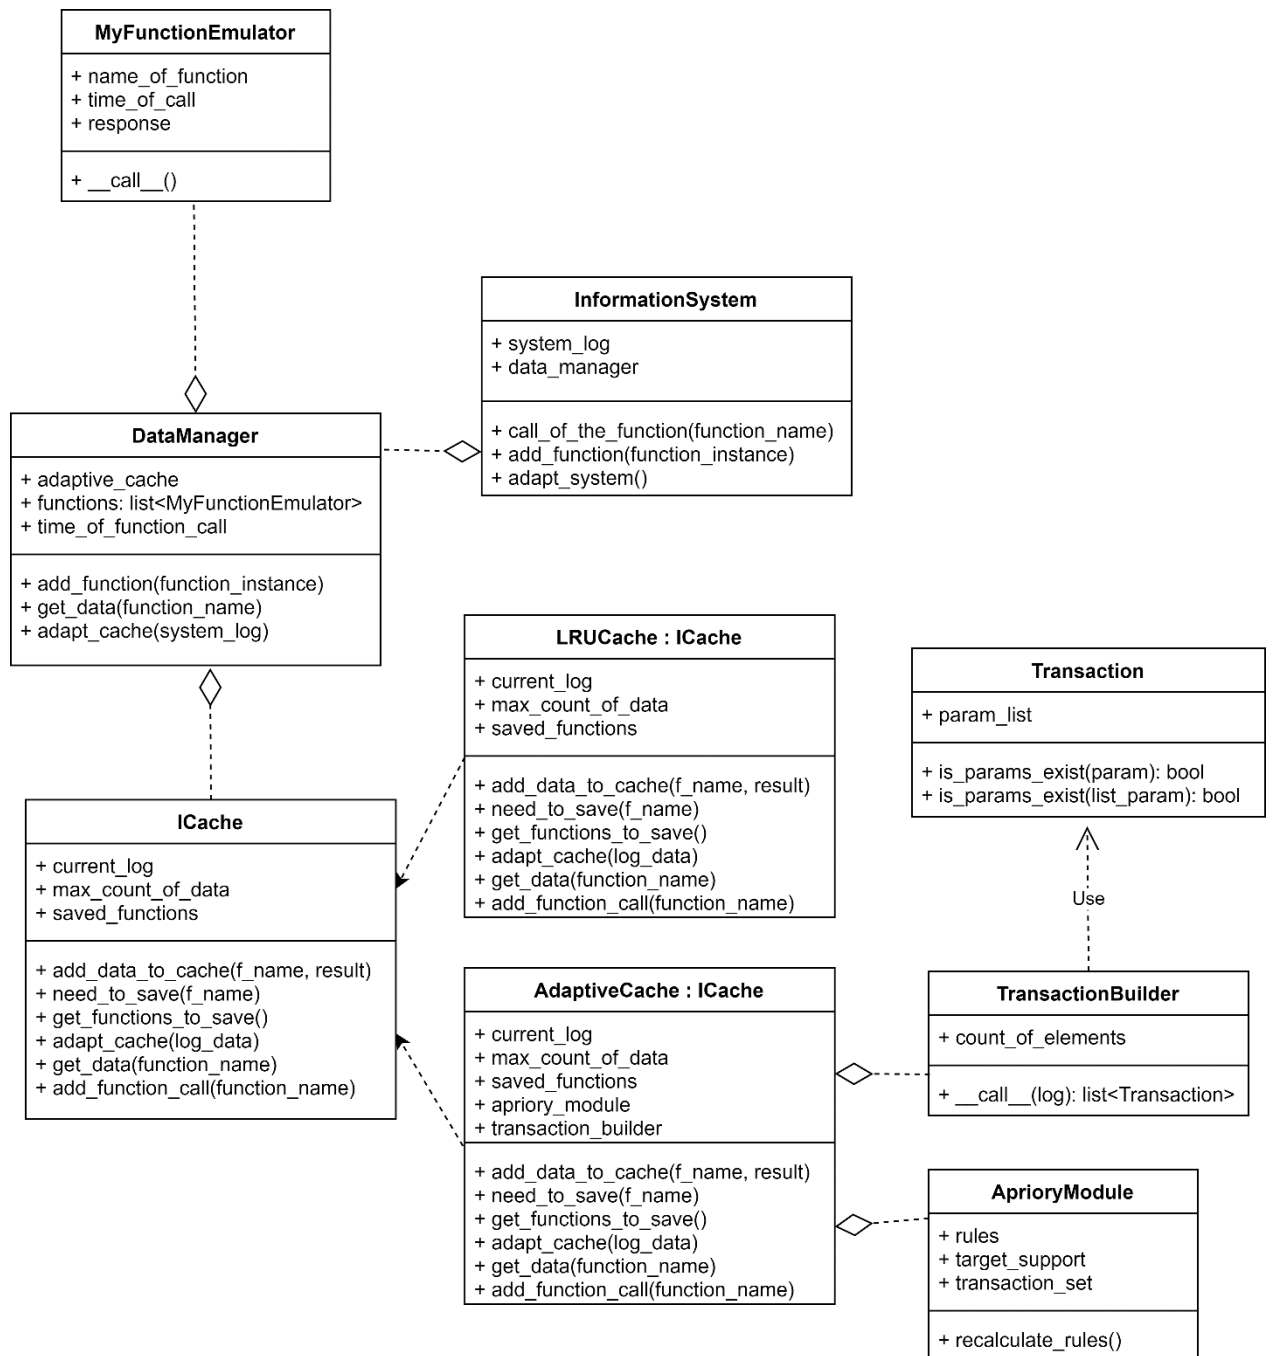 MyFunctionEmulator
+ name_of_function
+ time_of_call
+ response
+ __call__()
InformationSystem
+ system_log
+ data_manager
+ call_of_the_function(function_name)
+ add_function(function_instance)
+ adapt_system()
DataManager
+ adaptive_cache
+ functions: list<MyFunctionEmulator>
+ time_of_function_call
+ add_function(function_instance)
+ get_data(function_name)
+ adapt_cache(system_log)
LRUCache : ICache
+ current_log
+ max_count_of_data
+ saved_functions
+ add_data_to_cache(f_name, result)
+ need_to_save(f_name)
+ get_functions_to_save()
+ adapt_cache(log_data)
+ get_data(function_name)
+ add_function_call(function_name)
Transaction
+ param_list
+ is_params_exist(param): bool
+ is_params_exist(list_param): bool
Use
ICache
+ current_log
+ max_count_of_data
+ saved_functions
+ add_data_to_cache(f_name, result)
+ need_to_save(f_name)
+ get_functions_to_save()
+ adapt_cache(log_data)
+ get_data(function_name)
+ add_function_call(function_name)
AdaptiveCache : ICache
+ current_log
+ max_count_of_data
+ saved_functions
+ apriory_module
+ transaction_builder
+ add_data_to_cache(f_name, result)
+ need_to_save(f_name)
+ get_functions_to_save()
+ adapt_cache(log_data)
+ get_data(function_name)
+ add_function_call(function_name)
TransactionBuilder
+ count_of_elements
+ __call__(log): list<Transaction>
AprioryModule
+ rules
+ target_support
+ transaction_set
+ recalculate_rules()